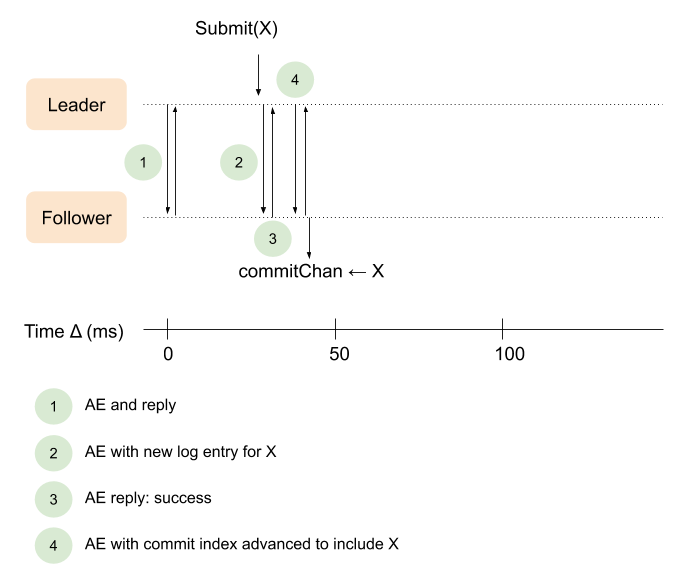 Submit(X)
4
Leader
1
2
Follower
3
commitChan ← X
Time Δ (ms)
0
50
100
1 AE and reply
2 AE with new log entry for X
3 AE reply: success
4 AE with commit index advanced to include X